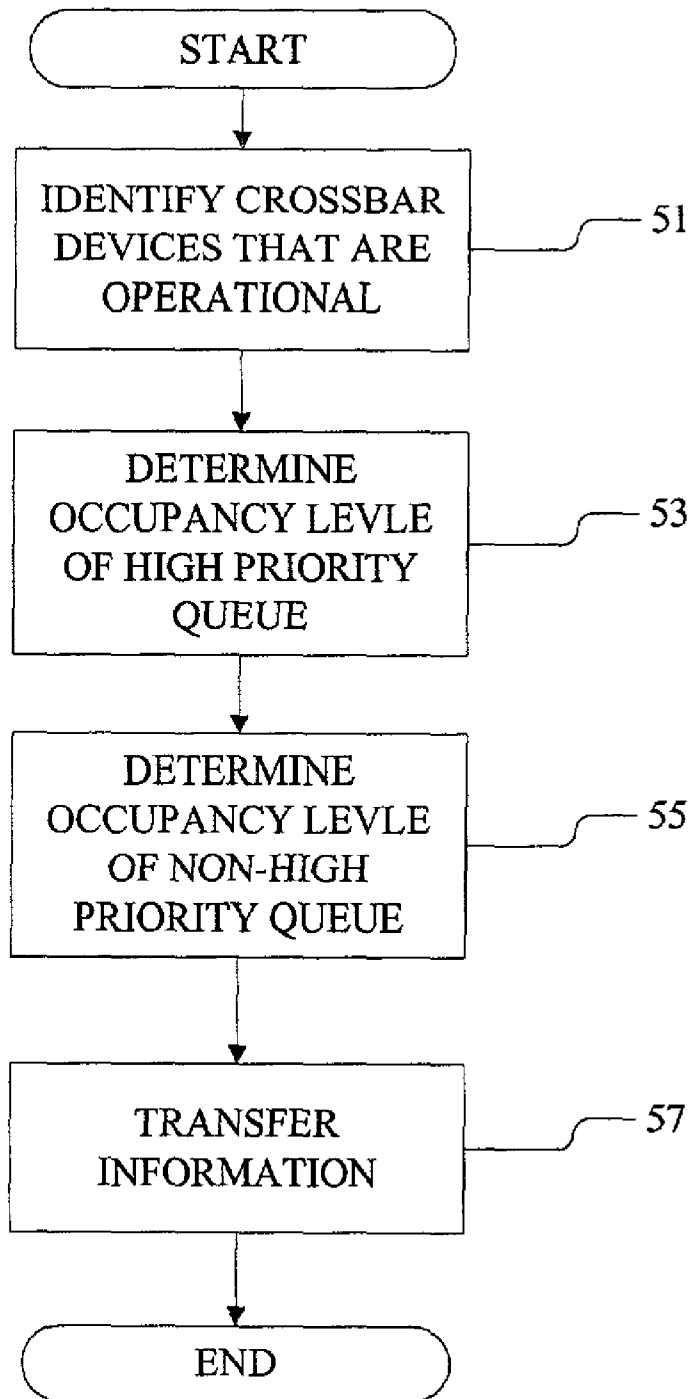 START
IDENTIFY CROSSBAR
DEVICES THAT ARE
OPERATIONAL
51
DETERMINE
OCCUPANCY LEVLE
OF HIGH PRIORITY
QUEUE
53
DETERMINE
OCCUPANCY LEVLE
OF NON-HIGH
PRIORITY QUEUE
55
TRANSFER
INFORMATION
57
END